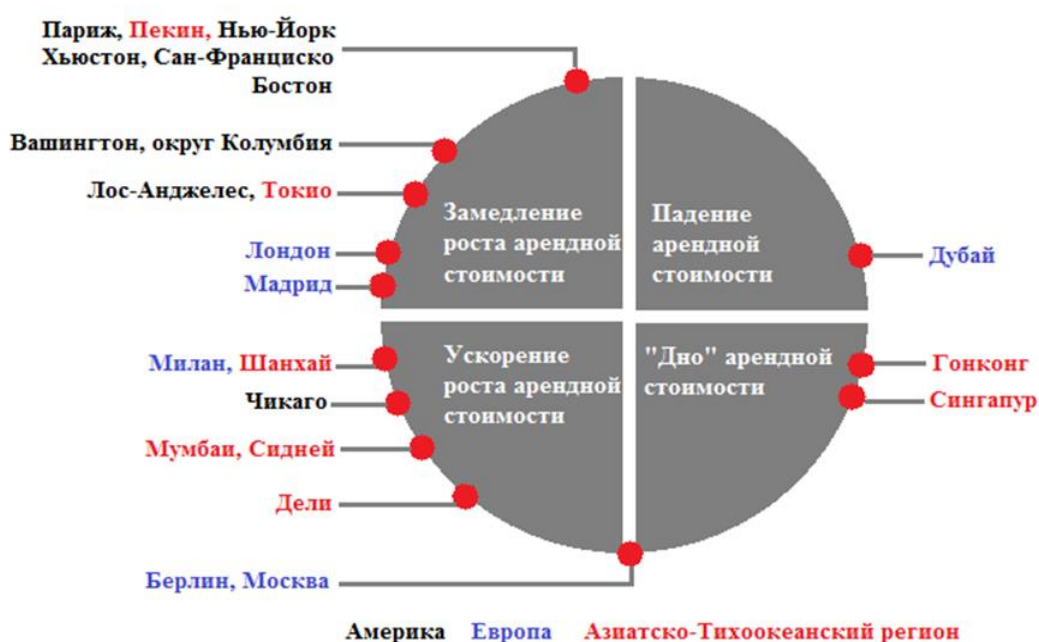 Париж, Пекин, Нью-Йорк
Хьюстон, Сан-Франциско
Бостон
Вашингтон, округ Колумбия
Лос-Анджелес, Токио
Лондон
Мадрид
Замедление
роста арендной
стоимости
Падение
арендной
стоимости
Дубай
Милан, Шанхай
Чикаго
Мумбаи, Сидней
Дели
Берлин, Москва
Ускорение
роста арендной
стоимости
"Дно" арендной
стоимости
Гонконг
Сингапур
Америка Европа Азиатско-Тихоокеанский регион